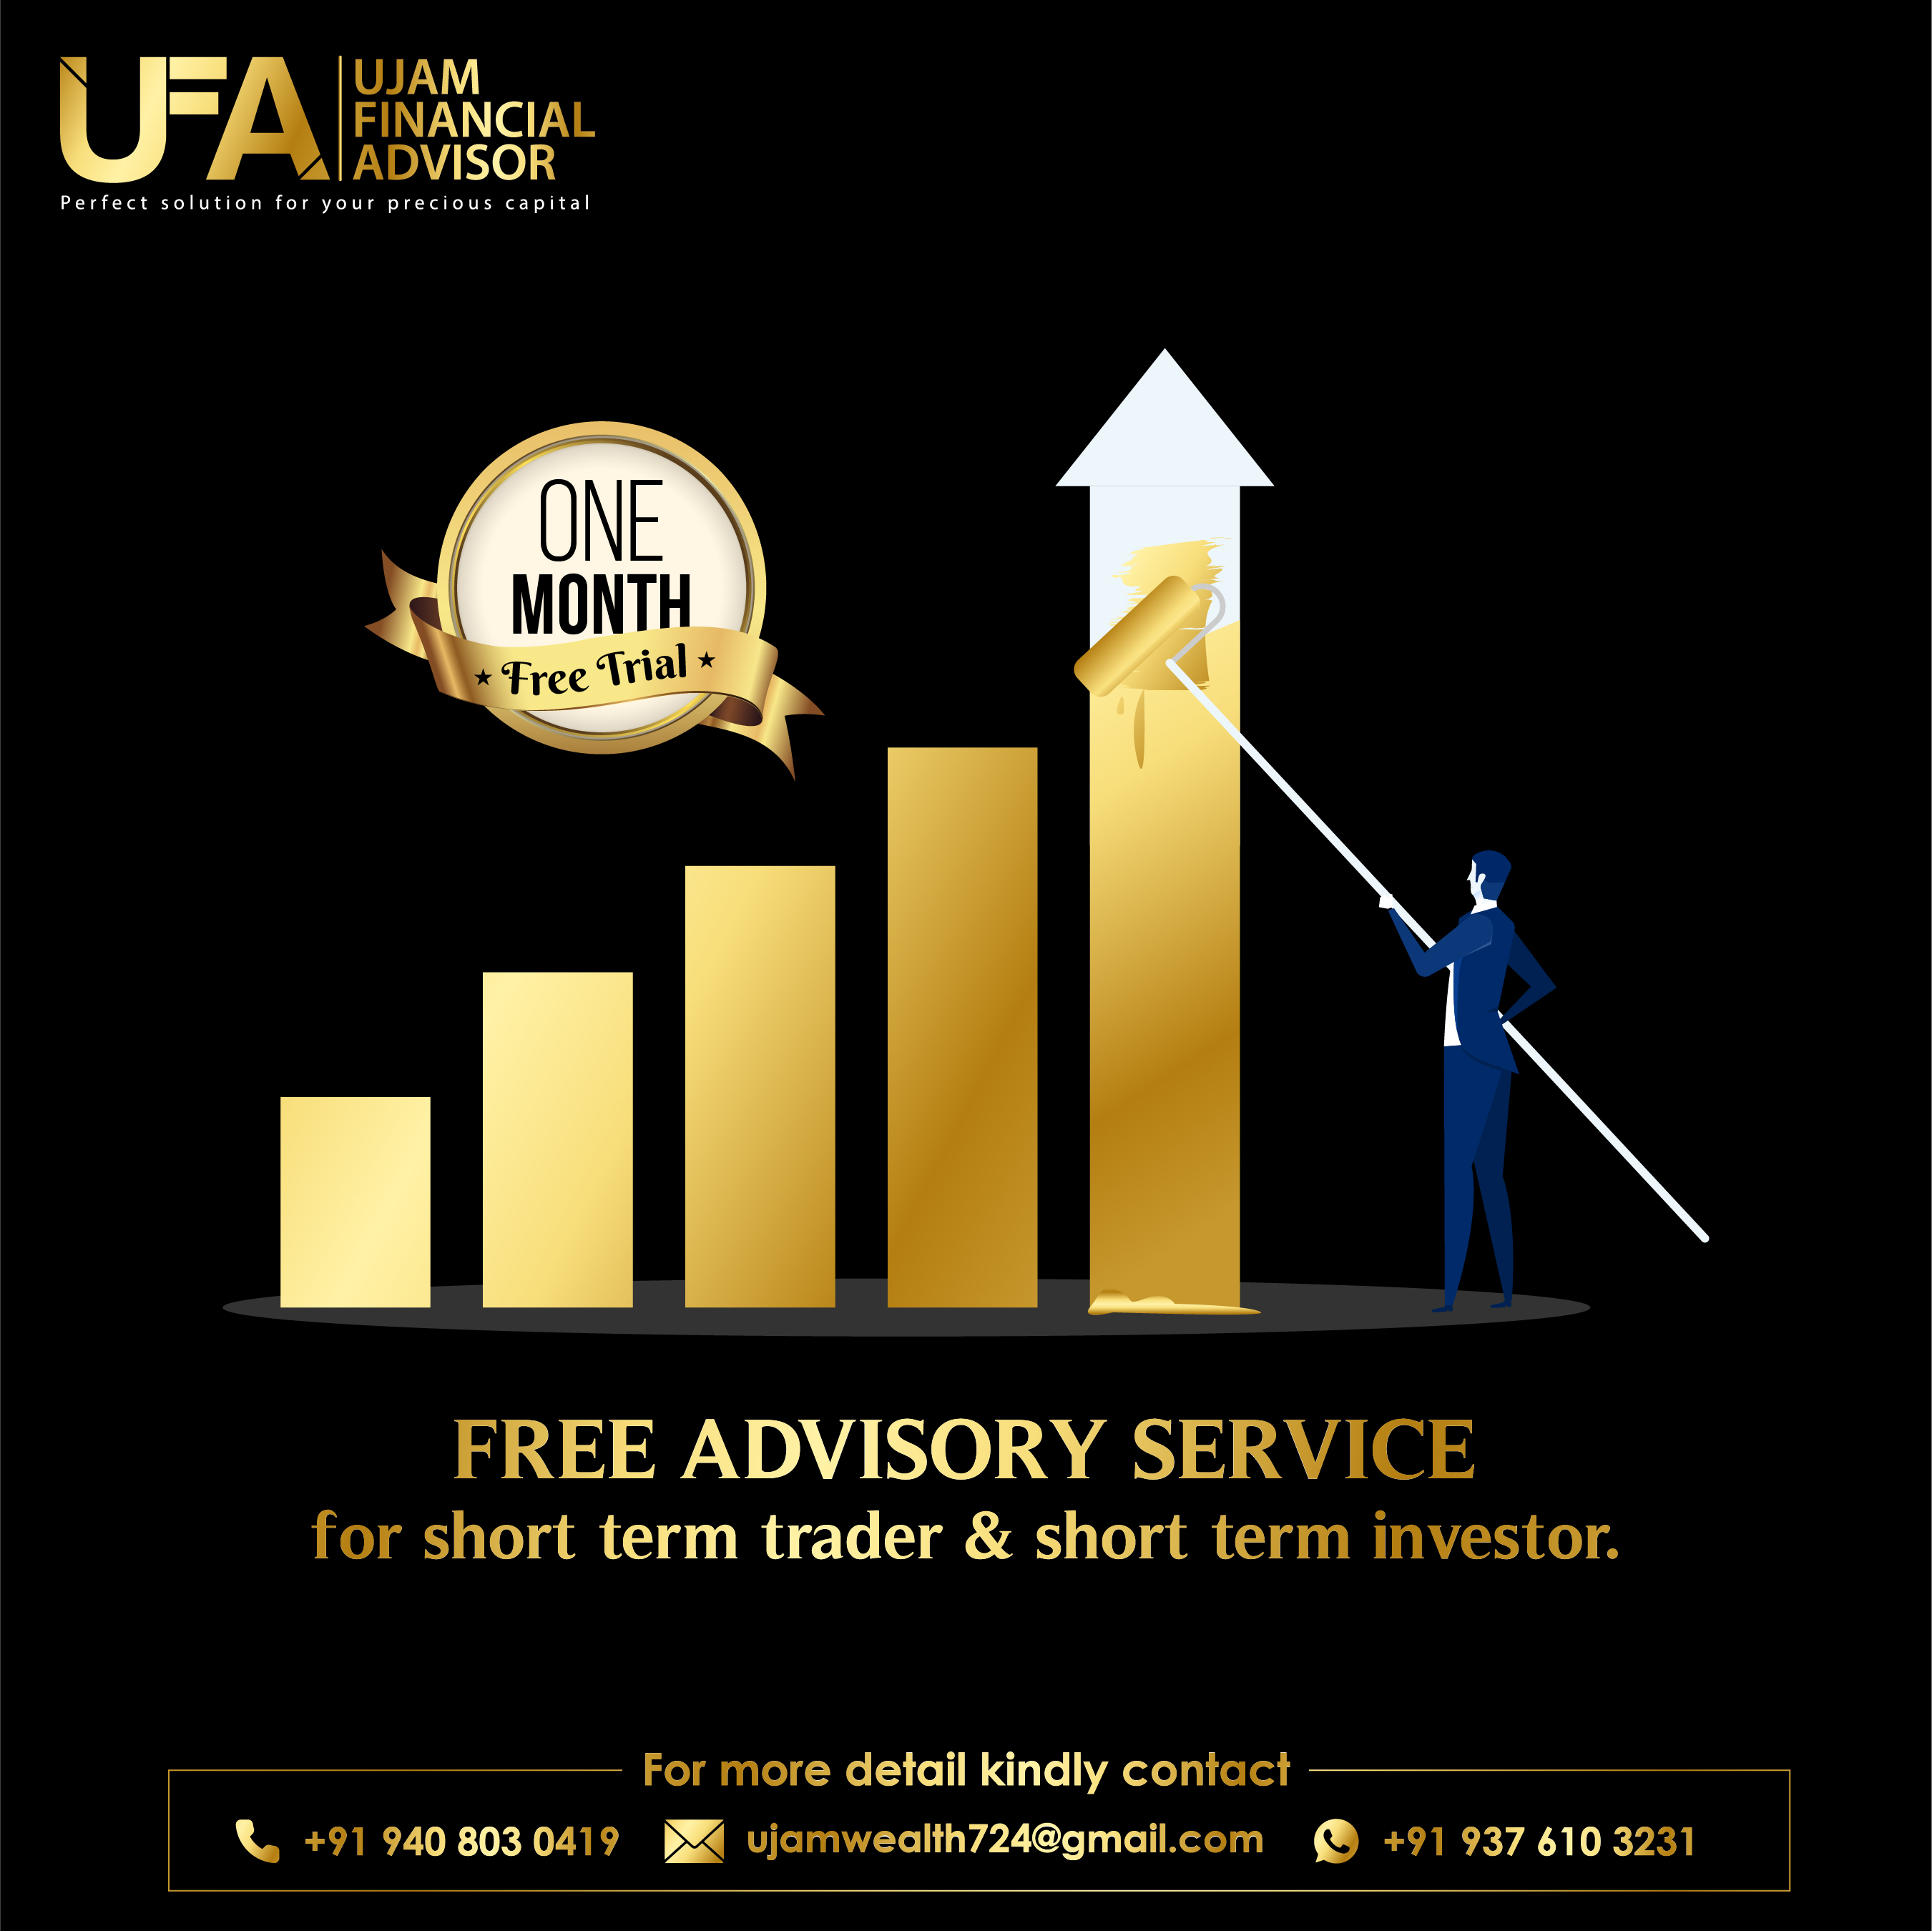 UFA
UJAM
FINANCIAL
ADVISOR
Perfect solution for your precious capital
ONE
MONTH
Free Trial
FREE ADVISORY SERVICE
for short term trader & short term investor.
For more detail kindly contact
+91 940 803 0419
ujamwealth724@gmail.com
+91 937 610 3231